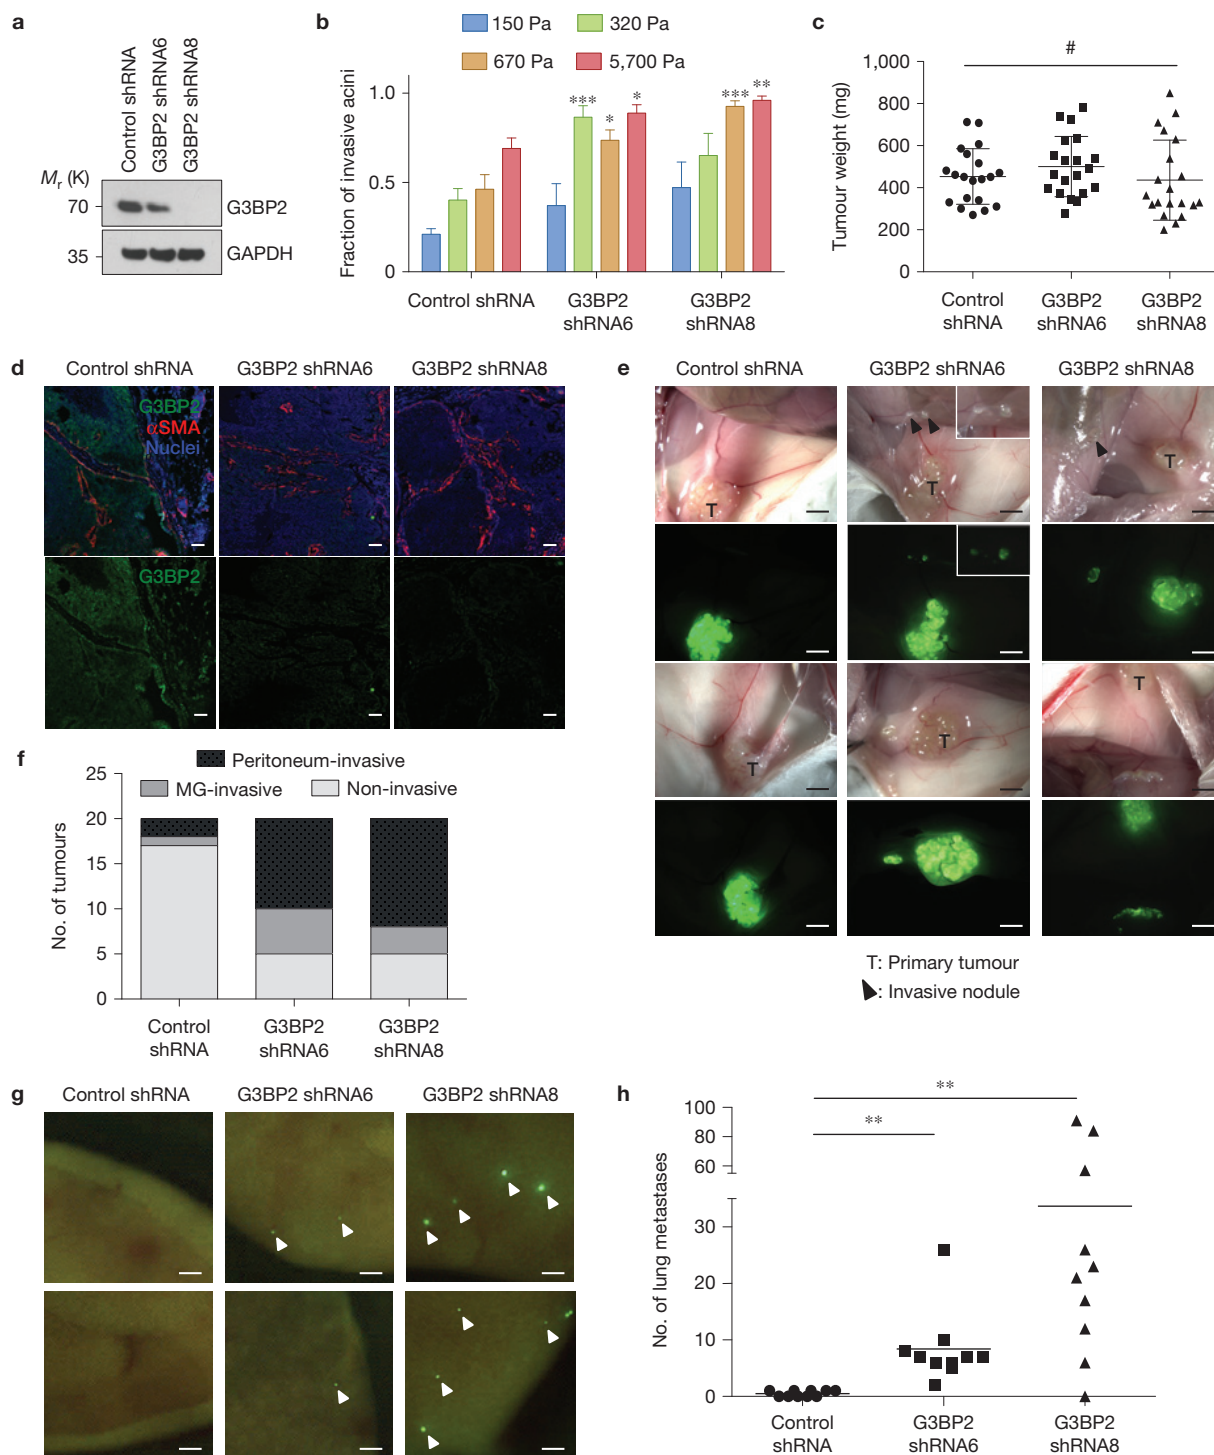 a
Control shRNA
G3BP2 shRNA6
G3BP2 shRNA8
Mr (K)
70
G3BP2
35
GAPDH
b
150 Pa
320 Pa
670 Pa
5,700 Pa
Fraction of invasive acini
1.0
0.5
0
***
*
*
***
**
Control shRNA
G3BP2
shRNA6
G3BP2
shRNA8
c
#
Tumour weight (mg)
1,000
800
600
400
200
0
Control
shRNA
G3BP2
shRNA6
G3BP2
shRNA8
d
Control shRNA
G3BP2 shRNA6
G3BP2 shRNA8
G3BP2
αSMA
Nuclei
G3BP2
e
Control shRNA
G3BP2 shRNA6
G3BP2 shRNA8
T
T
T
T
T
T
T: Primary tumour
: Invasive nodule
f
Peritoneum-invasive
MG-invasive
Non-invasive
No. of tumours
25
20
15
10
5
0
Control
shRNA
G3BP2
shRNA6
G3BP2
shRNA8
g
Control shRNA
G3BP2 shRNA6
G3BP2 shRNA8
h
**
**
No. of lung metastases
100
80
60
30
20
10
0
Control
shRNA
G3BP2
shRNA6
G3BP2
shRNA8